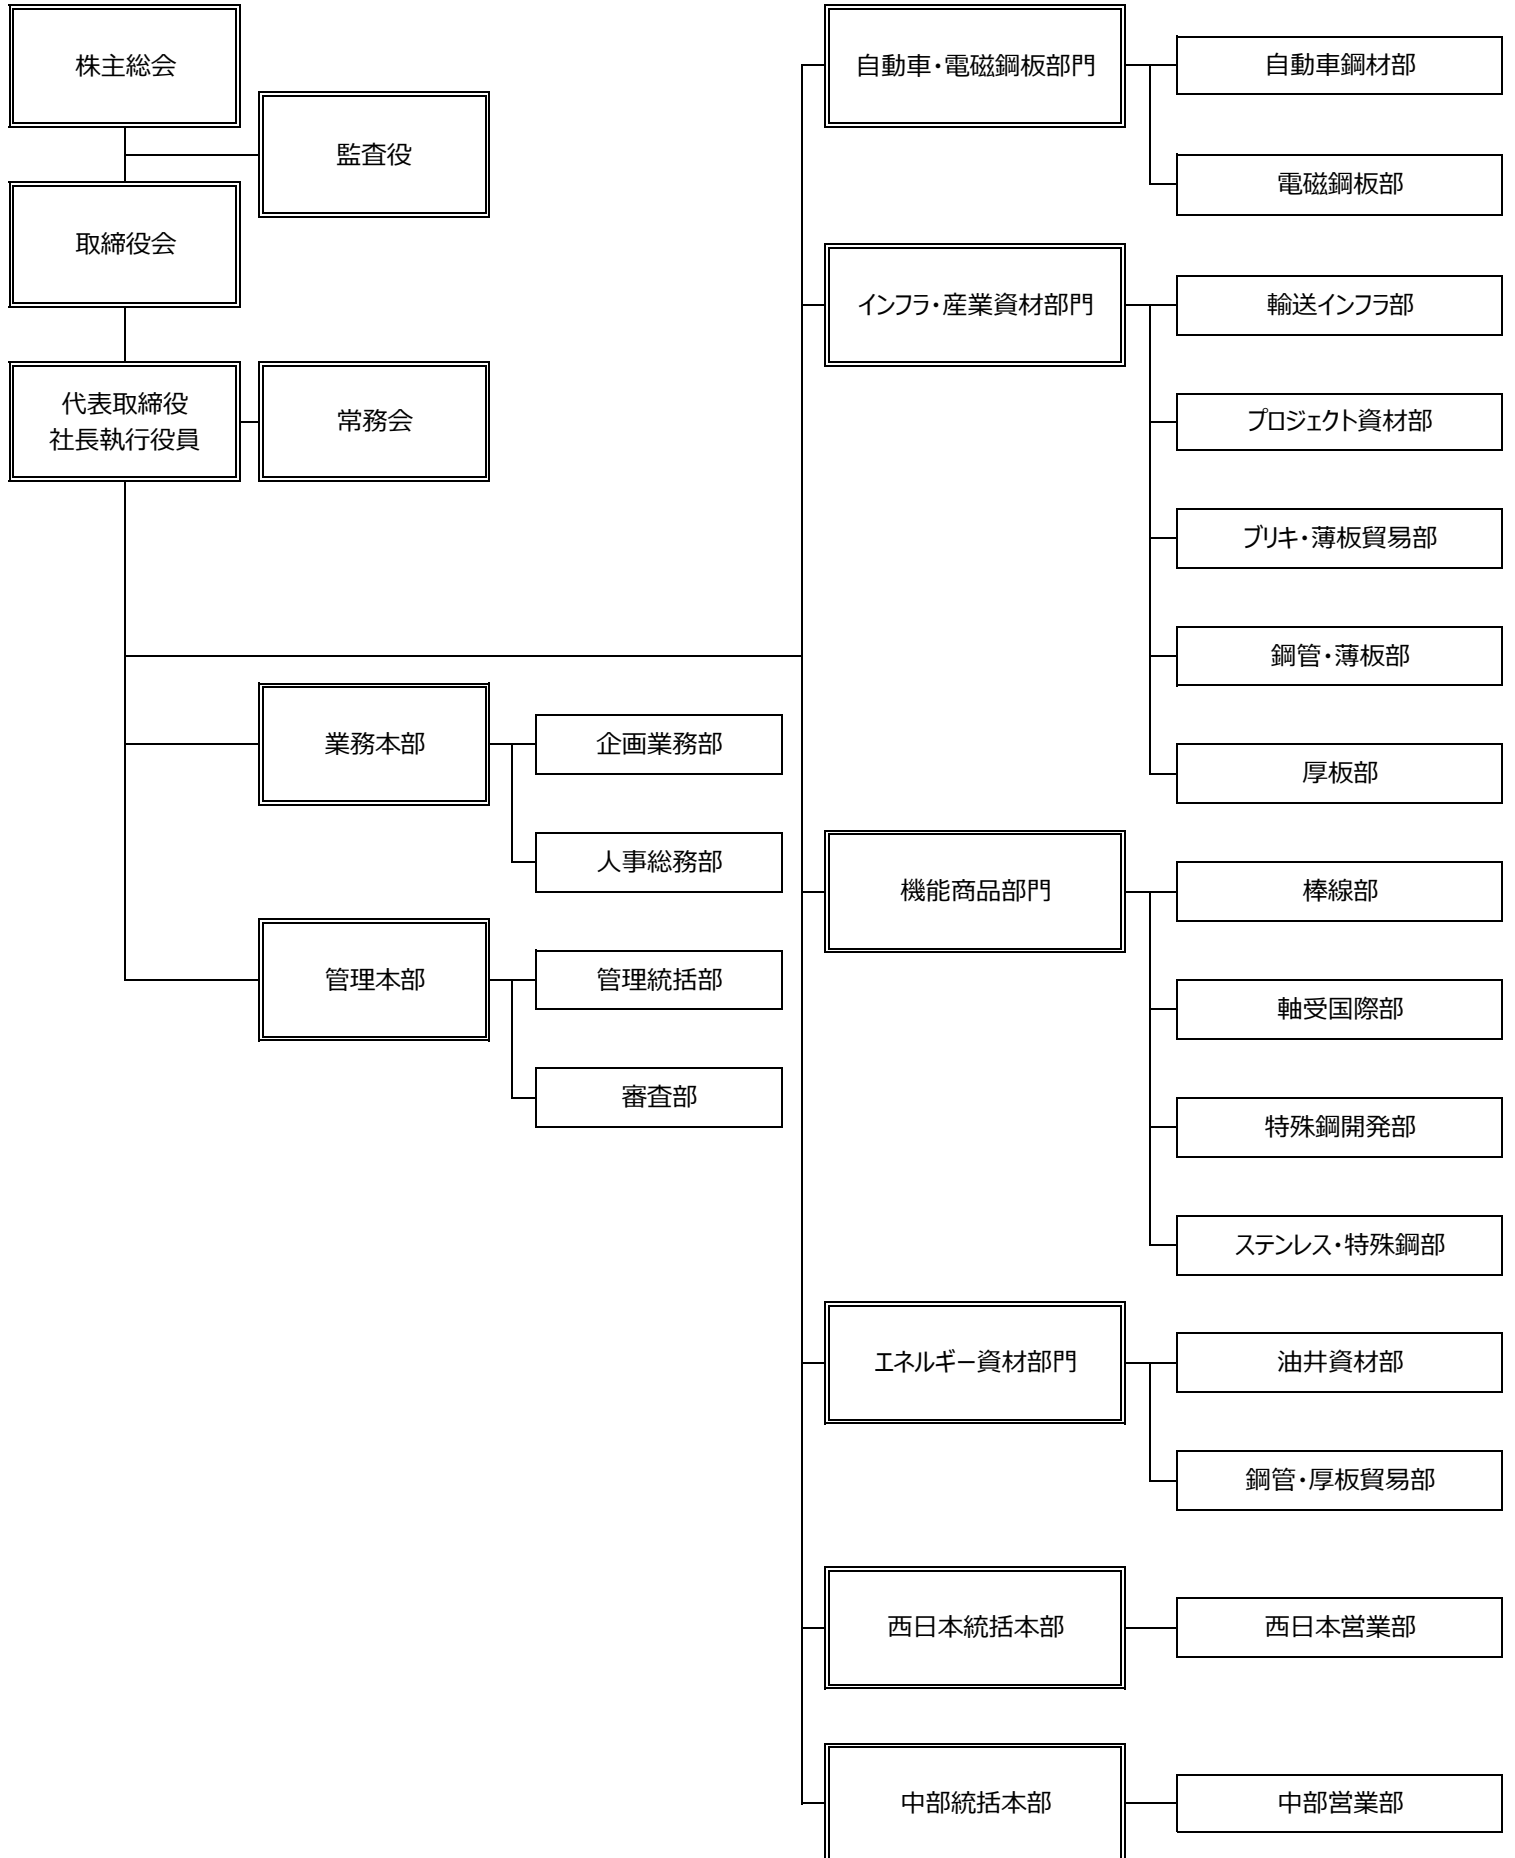 株主総会
監査役
取締役会
代表取締役
社長執行役員
常務会
業務本部
企画業務部
人事総務部
管理本部
管理統括部
審査部
自動車・電磁鋼板部門
自動車鋼材部
電磁鋼板部
インフラ・産業資材部門
輸送インフラ部
プロジェクト資材部
ブリキ・薄板貿易部
鋼管・薄板部
厚板部
機能商品部門
棒線部
軸受国際部
特殊鋼開発部
ステンレス・特殊鋼部
エネルギー資材部門
油井資材部
鋼管・厚板貿易部
西日本統括本部
西日本営業部
中部統括本部
中部営業部